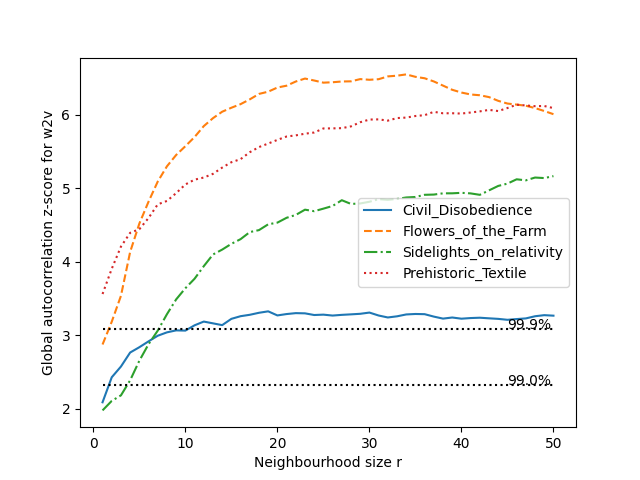 Global autocorrelation z-score for w2v
6
5
4
3
2
Civil_Disobedience
Flowers_of_the_Farm
Sidelights_on_relativity
Prehistoric_Textile
99.9%
99.0%
0 10 20 30 40 50
Neighbourhood size r